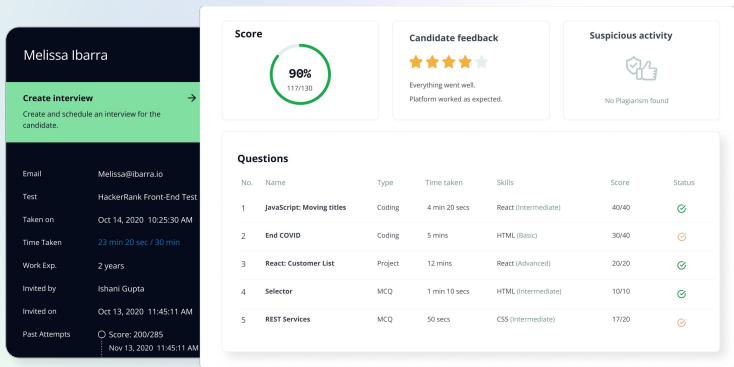 Melissa Ibarra
Create interview
Create and schedule an interview for the
candidate.
Email Melissa@ibarra.io
Test HackerRank Front-End Test
Taken on Oct 14, 2020 10:25:30 AM
Time Taken 23 min 20 sec / 30 min
Work Exp. 2 years
Invited by Ishani Gupta
Invited on Oct 13, 2020 11:45:11 AM
Past Attempts Score: 200/285
Nov 13, 2020 11:45:11 AM
Score
90%
117/130
Candidate feedback
Everything went well.
Platform worked as expected.
Suspicious activity
No Plagiarism found
Questions
No. Name Type Time taken Skills Score Status
1 JavaScript: Moving titles Coding 4 min 20 secs React (Intermediate) 40/40
2 End COVID Coding 5 mins HTML (Basic) 30/40
3 React: Customer List Project 12 mins React (Advanced) 20/20
4 Selector MCQ 1 min 10 secs HTML (Intermediate) 10/10
5 REST Services MCQ 50 secs CSS (Intermediate) 17/20